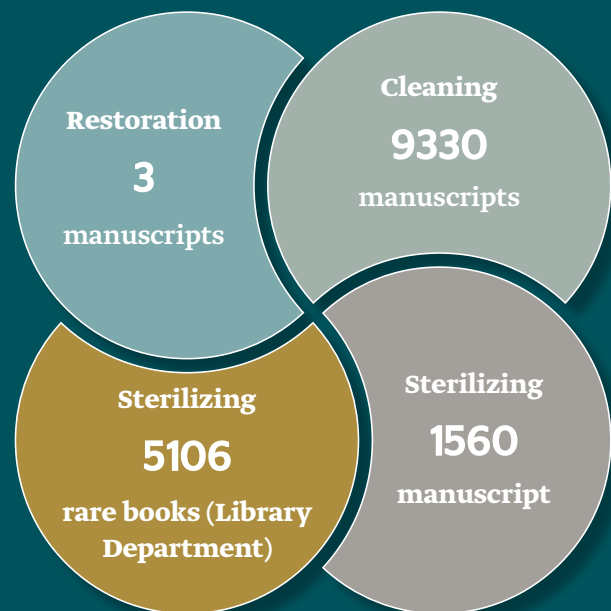 Restoration
3
manuscripts
Cleaning
9330
manuscripts
Sterilizing
5106
rare books (Library
Department)
Sterilizing
1560
manuscript